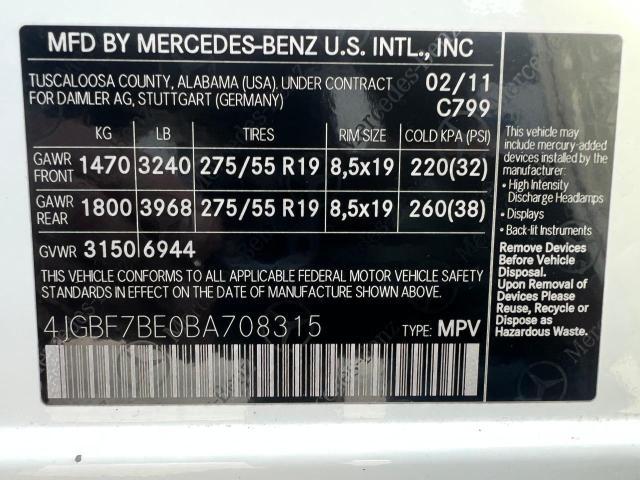 MFD BY MERCEDES-BENZ U.S. INTL., INC
TUSCALOOSA COUNTY, ALABAMA (USA). UNDER CONTRACT 02/11
FOR DAIMLER AG, STUTTGART (GERMANY) C799
KG LB TIRES RIM SIZE COLD KPA (PSI)
GAWR FRONT 1470 3240 275/55 R19 8,5x19 220(32)
GAWR REAR 1800 3968 275/55 R19 8,5x19 260(38)
GVWR 3150 6944
THIS VEHICLE CONFORMS TO ALL APPLICABLE FEDERAL MOTOR VEHICLE SAFETY
STANDARDS IN EFFECT ON THE DATE OF MANUFACTURE SHOWN ABOVE.
4JGBF7BE0BA708315 TYPE: MPV
This vehicle may
include mercury-added
devices installed by the
manufacturer:
• High Intensity
Discharge Headlamps
• Displays
• Back-lit Instruments
Remove Devices
Before Vehicle
Disposal.
Upon Removal of
Devices Please
Reuse, Recycle or
Dispose as
Hazardous Waste.
Mercedes-Benz